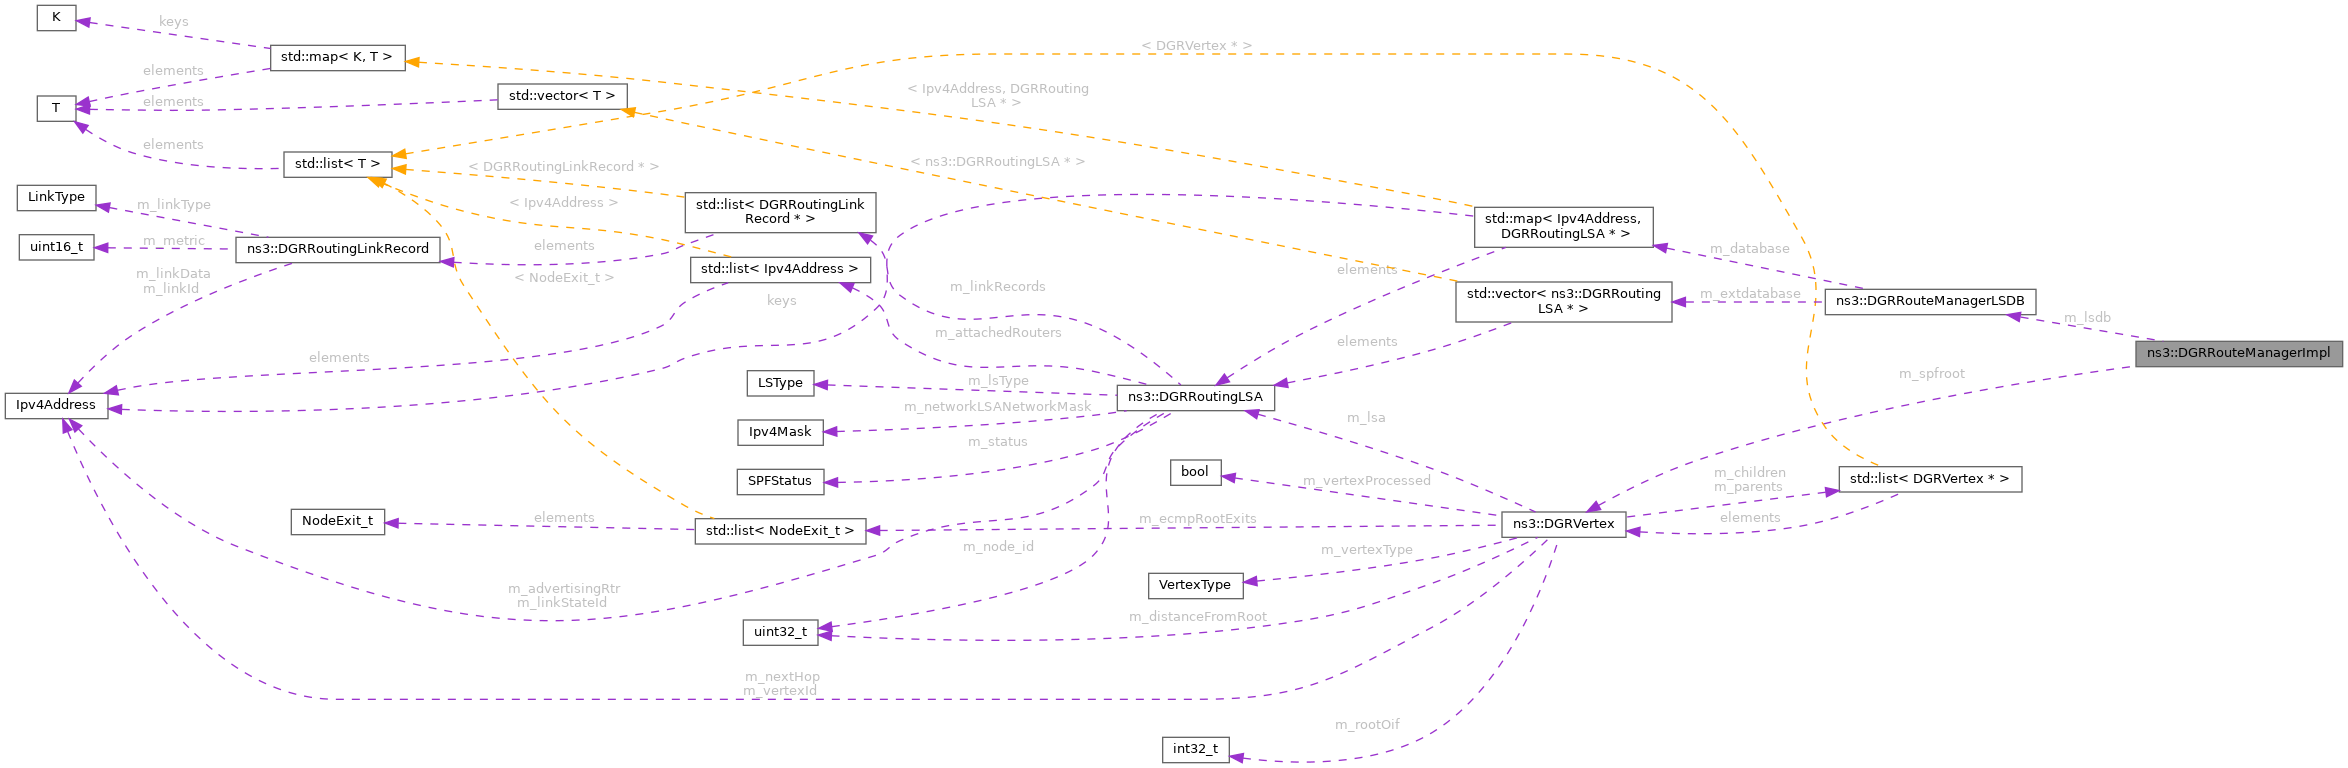 K
keys
std::map< K, T >
< DGRVertex * >
elements
T
elements
std::vector< T >
< Ipv4Address, DGRRouting
LSA * >
elements
std::list< T >
< DGRRoutingLinkRecord * >
< ns3::DGRRoutingLSA * >
LinkType
m_linkType
< Ipv4Address >
std::list< DGRRoutingLink
Record * >
std::map< Ipv4Address,
DGRRoutingLSA * >
uint16_t
m_metric
ns3::DGRRoutingLinkRecord
elements
m_database
m_linkData
m_linkId
< NodeExit_t >
std::list< Ipv4Address >
elements
keys
m_linkRecords
std::vector< ns3::DGRRouting
LSA * >
m_extdatabase
ns3::DGRRouteManagerLSDB
m_lsdb
m_attachedRouters
elements
ns3::DGRRouteManagerImpl
elements
m_spfroot
LSType
m_lsType
Ipv4Address
m_networkLSANetworkMask
ns3::DGRRoutingLSA
m_lsa
Ipv4Mask
m_status
SPFStatus
bool
m_vertexProcessed
m_children
m_parents
std::list< DGRVertex * >
NodeExit_t
elements
std::list< NodeExit_t >
m_ecmpRootExits
ns3::DGRVertex
elements
m_node_id
m_vertexType
m_advertisingRtr
m_linkStateId
VertexType
uint32_t
m_distanceFromRoot
m_nextHop
m_vertexId
m_rootOif
int32_t